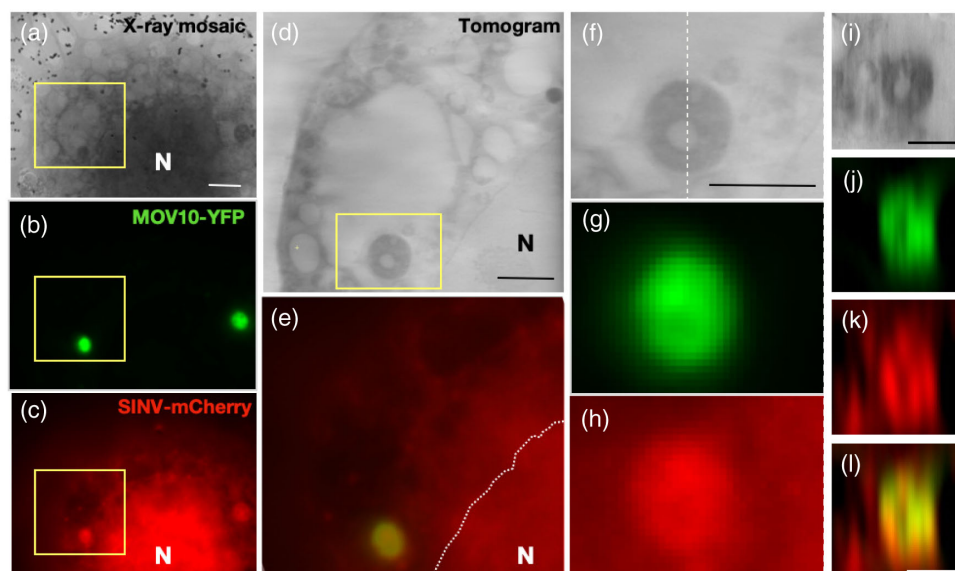 (a)
X-ray mosaic
N
(b)
MOV10-YFP
(c)
SINV-mCherry
N
(d)
Tomogram
N
(e)
N
(f)
(g)
(h)
(i)
(j)
(k)
(l)